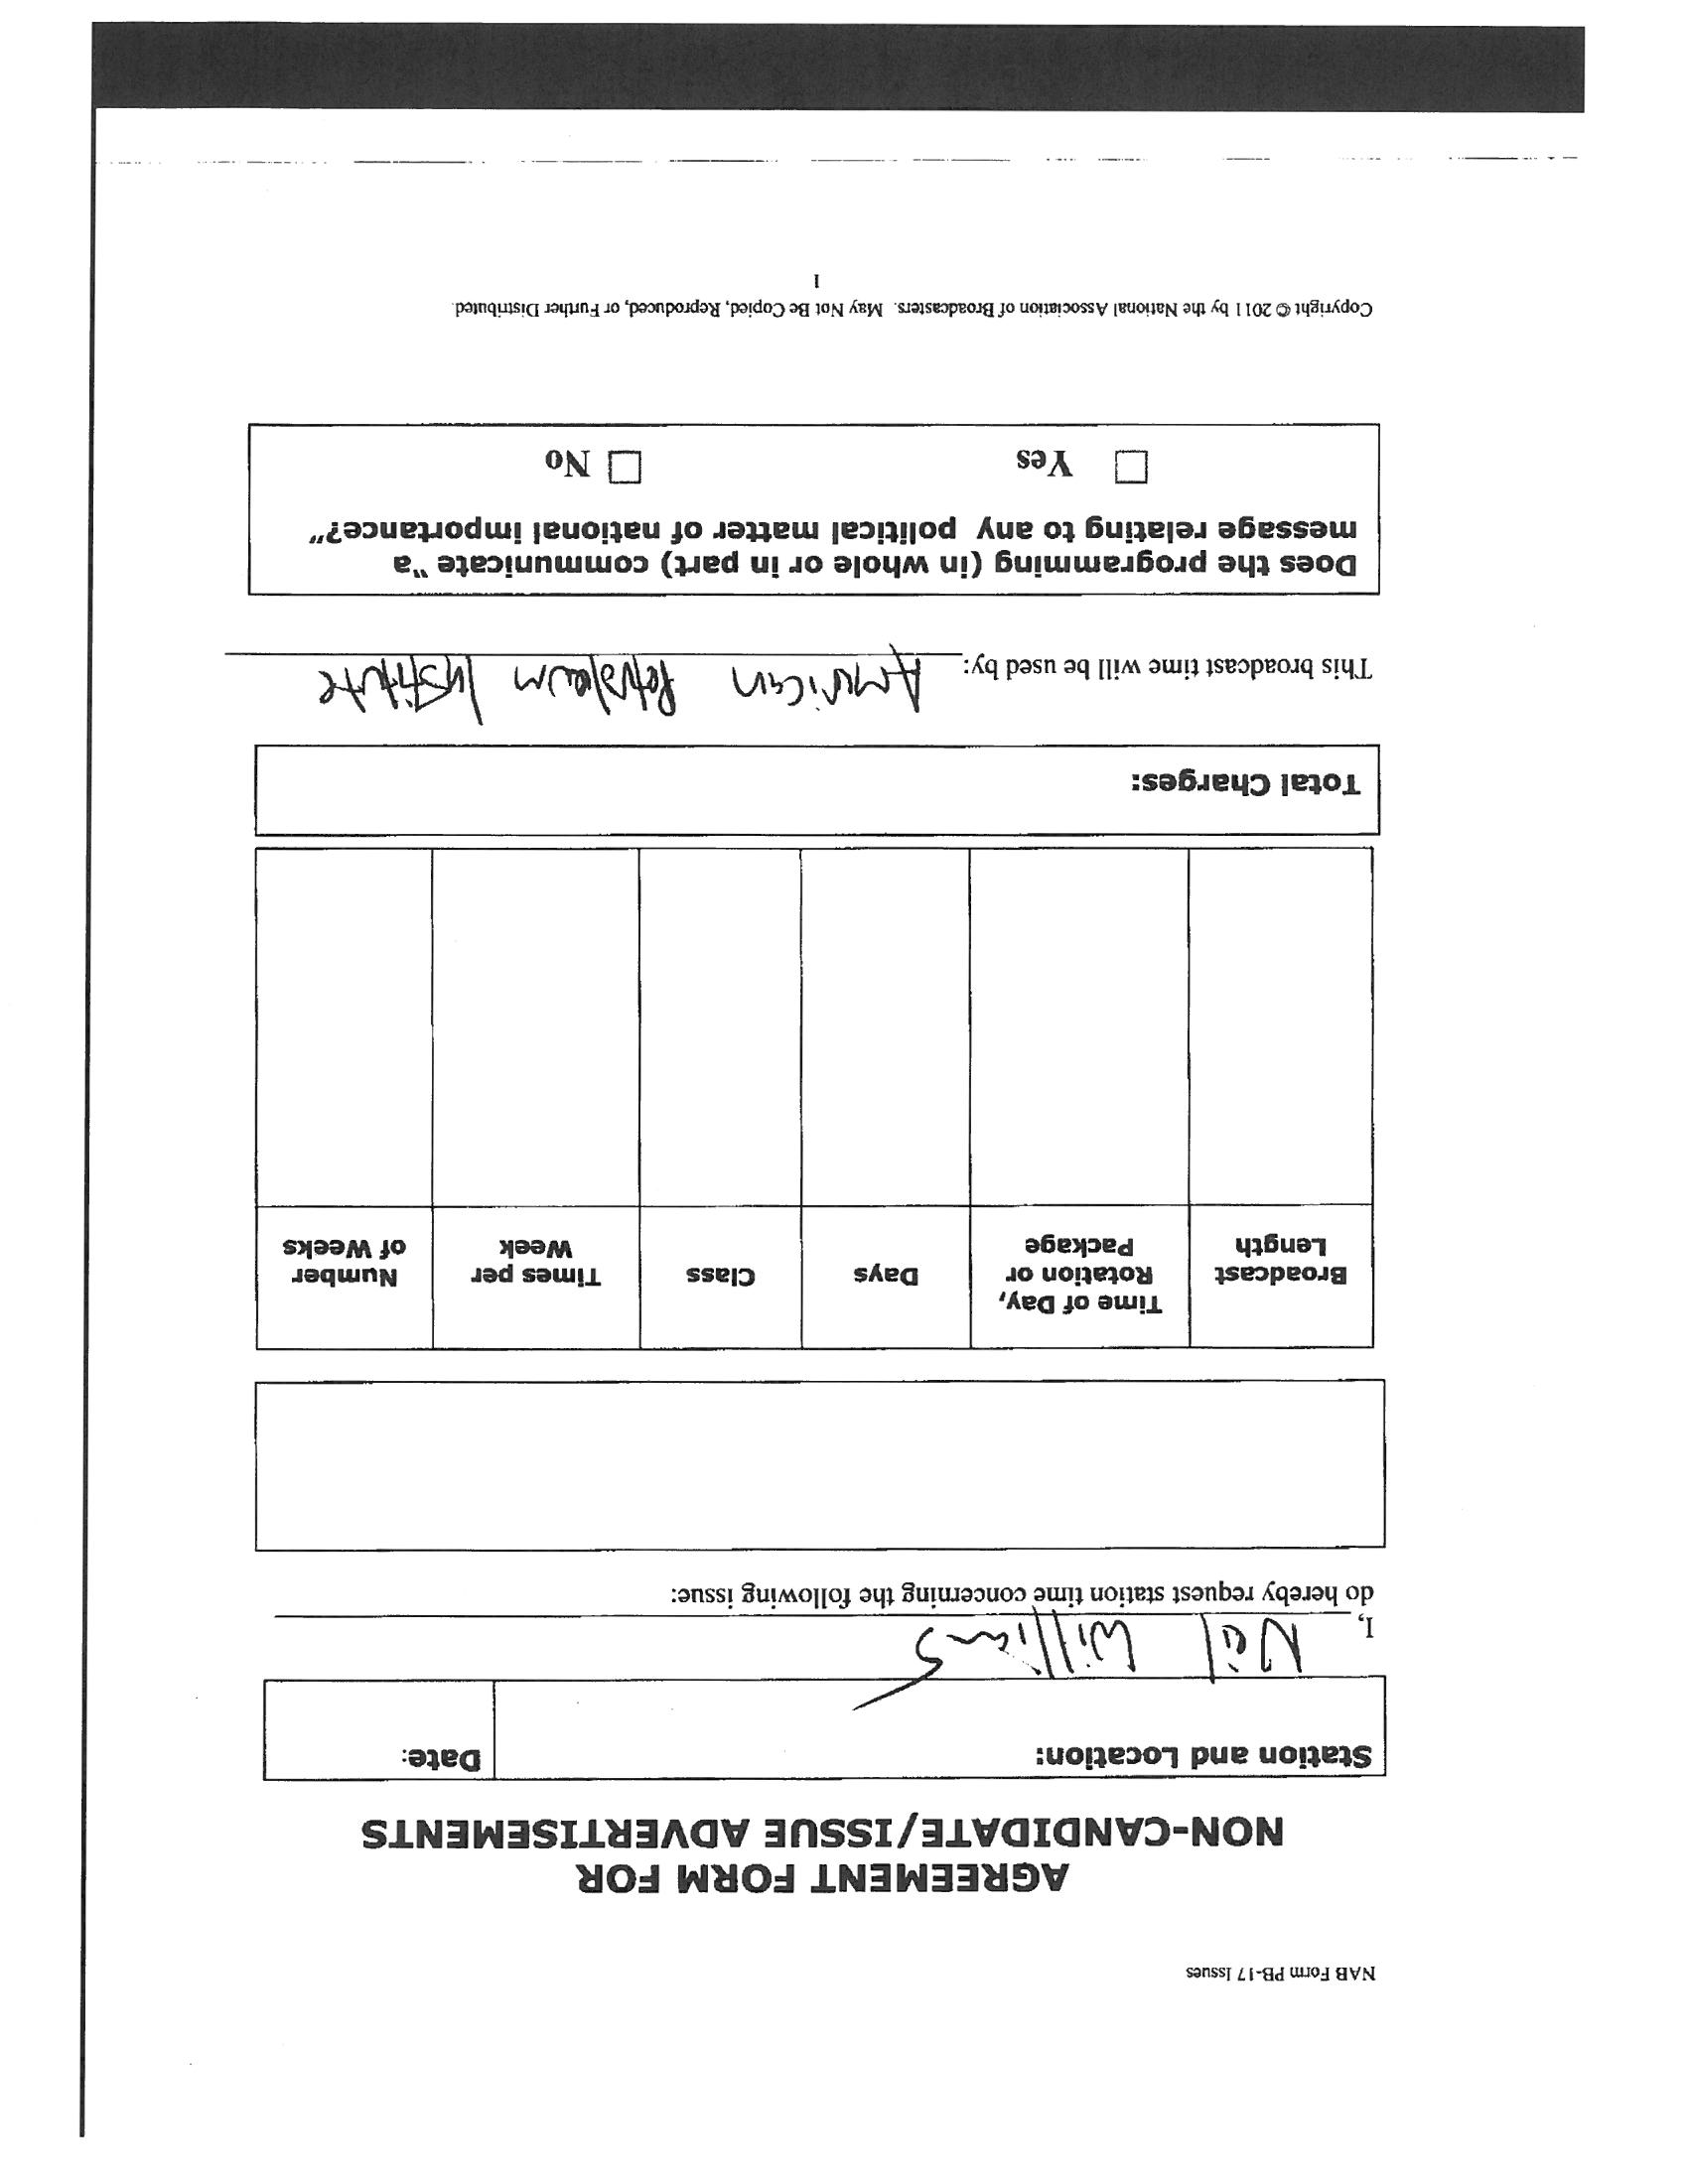 NAB Form PB-17 Issues
AGREEMENT FORM FOR
NON-CANDIDATE/ISSUE ADVERTISEMENTS
Station and Location:
Date:
I, Neil Williams
do hereby request station time concerning the following issue:
Broadcast Length
Time of Day, Rotation or Package
Days
Class
Times per Week
Number of Weeks
Total Charges:
This broadcast time will be used by: American Petroleum Institute
Does the programming (in whole or in part) communicate "a
message relating to any political matter of national importance?"
Yes
No
Copyright © 2011 by the National Association of Broadcasters. May Not Be Copied, Reproduced, or Further Distributed.
1